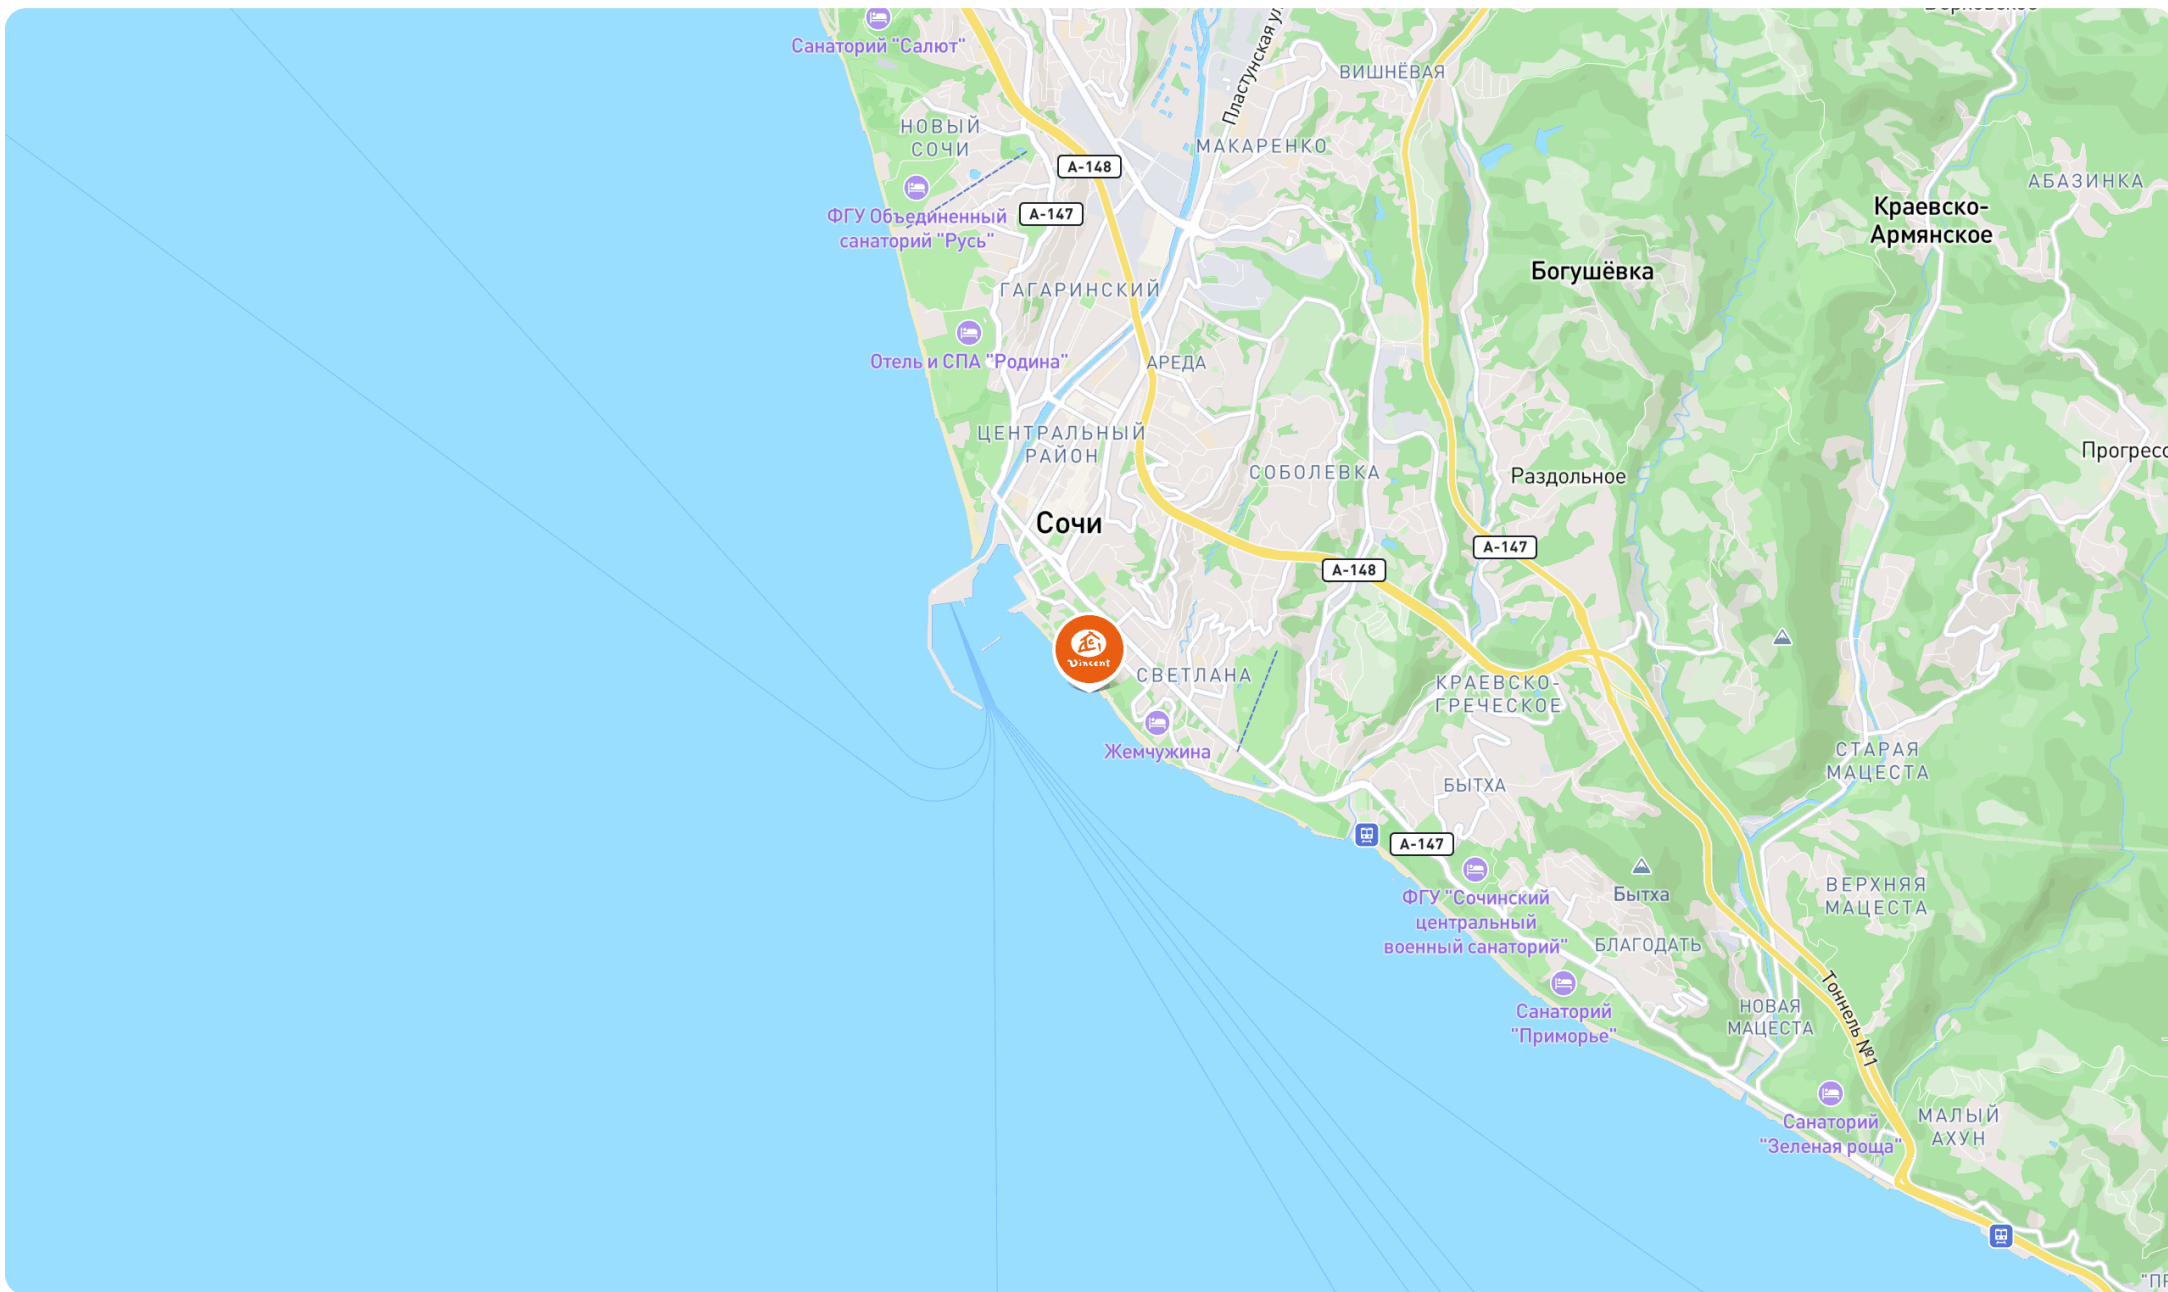 Санаторий "Салют"
Пластунская ул
ВИШНЁВАЯ
НОВЫЙ
СОЧИ
МАКАРЕНКО
А-148
АБАЗИНКА
А-147
ФГУ Объединенный
санаторий "Русь"
Краевско-
Армянское
Богушёвка
ГАГАРИНСКИЙ
Отель и СПА "Родина"
АРЕДА
ЦЕНТРАЛЬНЫЙ
РАЙОН
СОБОЛЕВКА
Прогресс
Раздольное
Сочи
А-147
А-148
Vincent
СВЕТЛАНА
КРАЕВСКО-
ГРЕЧЕСКОЕ
Жемчужина
СТАРАЯ
МАЦЕСТА
БЫТХА
А-147
ФГУ "Сочинский
центральный
военный санаторий"
Бытха
ВЕРХНЯЯ
МАЦЕСТА
БЛАГОДАТЬ
Санаторий
"Приморье"
НОВАЯ
МАЦЕСТА
Тоннель №1
Санаторий
"Зеленая роща"
МАЛЫЙ
АХУН